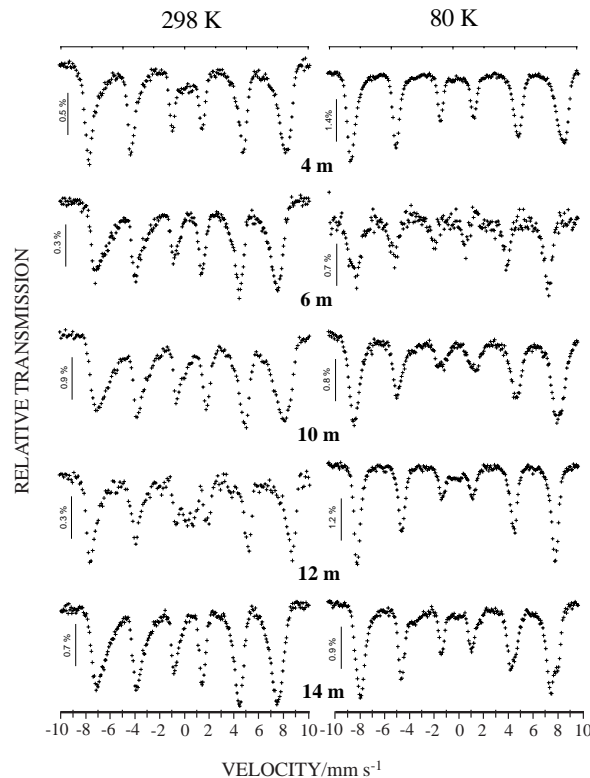 298 K 80 K
0.5 % 1.4%
4 m
0.3 % 0.7 %
6 m
RELATIVE TRANSMISSION
0.9 % 0.8 %
10 m
0.3 % 1.2 %
12 m
0.7 % 0.9 %
14 m
-10 -8 -6 -4 -2 0 2 4 6 8 10 -10 -8 -6 -4 -2 0 2 4 6 8 10
VELOCITY/mm s-1